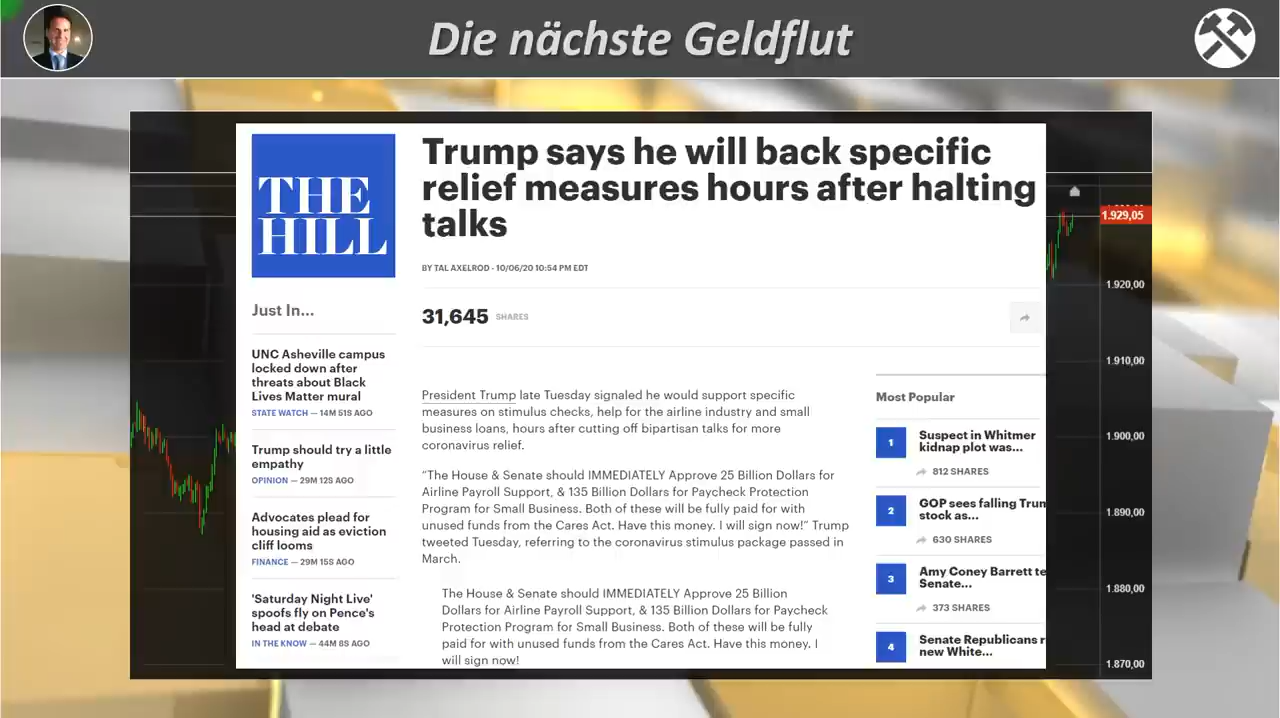 Die nächste Geldflut
THE
HILL
Trump says he will back specific
relief measures hours after halting
talks
BY TAL AXELROD - 10/06/20 10:54 PM EDT
31,645 SHARES
Just In...
UNC Asheville campus
locked down after
threats about Black
Lives Matter mural
STATE WATCH — 14M 51S AGO
Trump should try a little
empathy
OPINION — 29M 12S AGO
Advocates plead for
housing aid as eviction
cliff looms
FINANCE — 29M 15S AGO
'Saturday Night Live'
spoofs fly on Pence's
head at debate
IN THE KNOW — 44M 8S AGO
President Trump late Tuesday signaled he would support specific
measures on stimulus checks, help for the airline industry and small
business loans, hours after cutting off bipartisan talks for more
coronavirus relief.
“The House & Senate should IMMEDIATELY Approve 25 Billion Dollars for
Airline Payroll Support, & 135 Billion Dollars for Paycheck Protection
Program for Small Business. Both of these will be fully paid for with
unused funds from the Cares Act. Have this money. I will sign now!” Trump
tweeted Tuesday, referring to the coronavirus stimulus package passed in
March.
The House & Senate should IMMEDIATELY Approve 25 Billion
Dollars for Airline Payroll Support, & 135 Billion Dollars for Paycheck
Protection Program for Small Business. Both of these will be fully
paid for with unused funds from the Cares Act. Have this money. I
will sign now!
Most Popular
1
Suspect in Whitmer
kidnap plot was...
812 SHARES
2
GOP sees falling Trum
stock as...
630 SHARES
3
Amy Coney Barrett te
Senate...
373 SHARES
4
Senate Republicans r
new White...
1.929,05
1.920,00
1.910,00
1.900,00
1.890,00
1.880,00
1.870,00